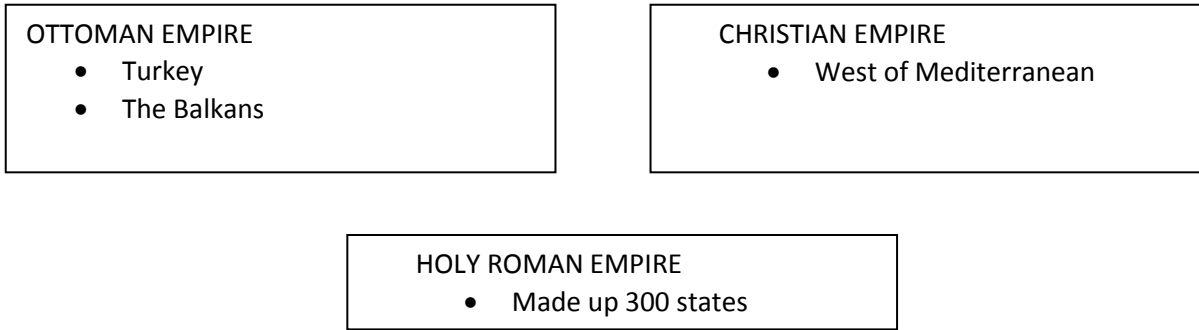 OTTOMAN EMPIRE
• Turkey
• The Balkans
CHRISTIAN EMPIRE
• West of Mediterranean
HOLY ROMAN EMPIRE
• Made up 300 states